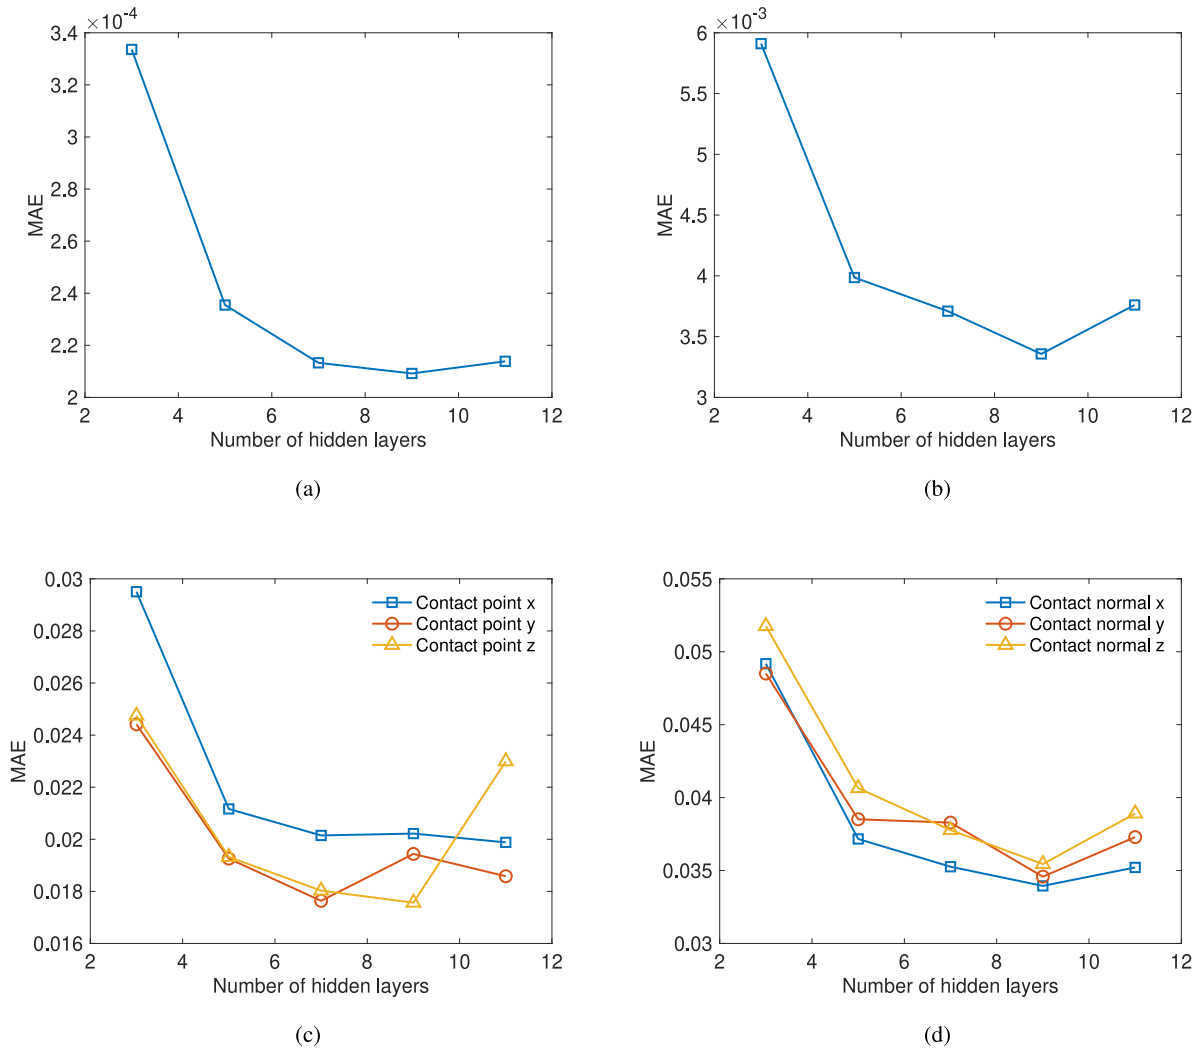 ×10-4
3.4
3.2
3
2.8
2.6
2.4
2.2
2
MAE
2 4 6 8 10 12
Number of hidden layers
(a)
×10-3
6
5.5
5
4.5
4
3.5
3
MAE
2 4 6 8 10 12
Number of hidden layers
(b)
0.03
0.028
0.026
0.024
0.022
0.02
0.018
0.016
MAE
Contact point x
Contact point y
Contact point z
2 4 6 8 10 12
Number of hidden layers
(c)
0.055
0.05
0.045
0.04
0.035
0.03
MAE
Contact normal x
Contact normal y
Contact normal z
2 4 6 8 10 12
Number of hidden layers
(d)